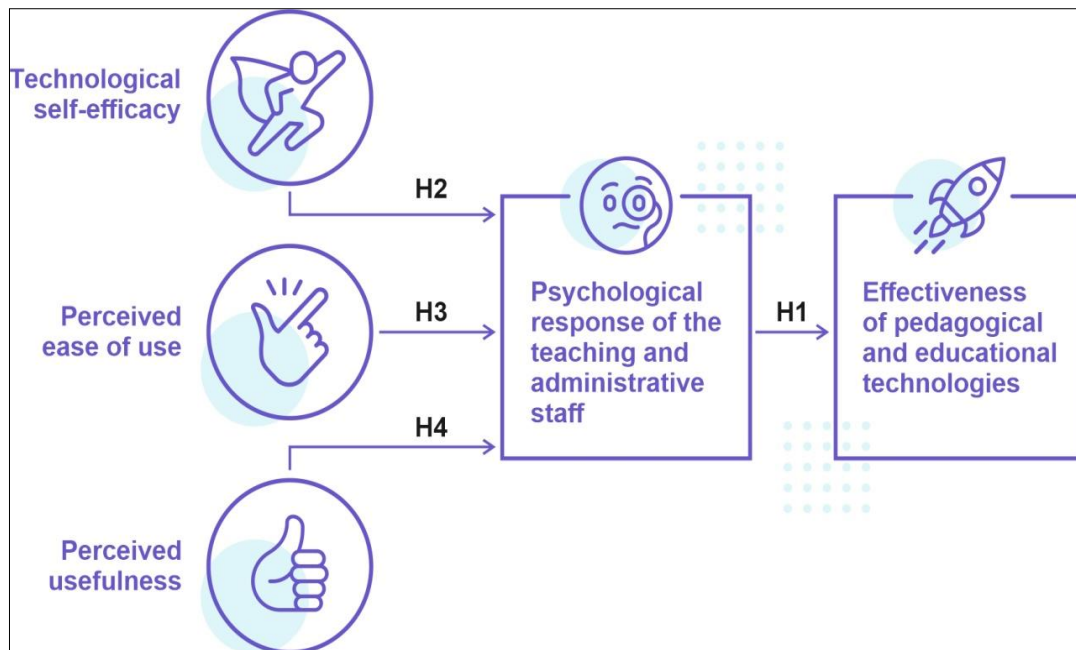 Technological
self-efficacy
H2
Perceived
ease of use
H3
Psychological
response of the
teaching and
administrative
staff
H1
Effectiveness
of pedagogical
and educational
technologies
H4
Perceived
usefulness